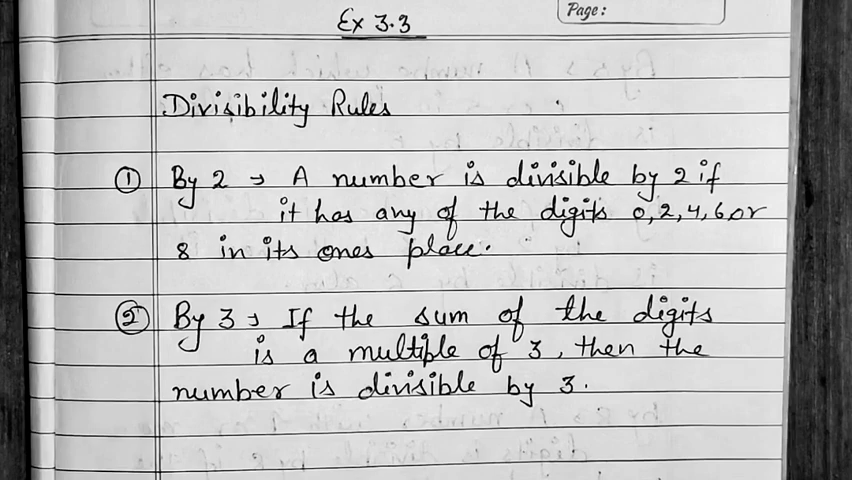 Ex 3.3
Page:
Divisibility Rules
① By 2 → A number is divisible by 2 if
it has any of the digits 0, 2, 4, 6, or
8 in its ones place.
② By 3 → If the sum of the digits
is a multiple of 3, then the
number is divisible by 3.